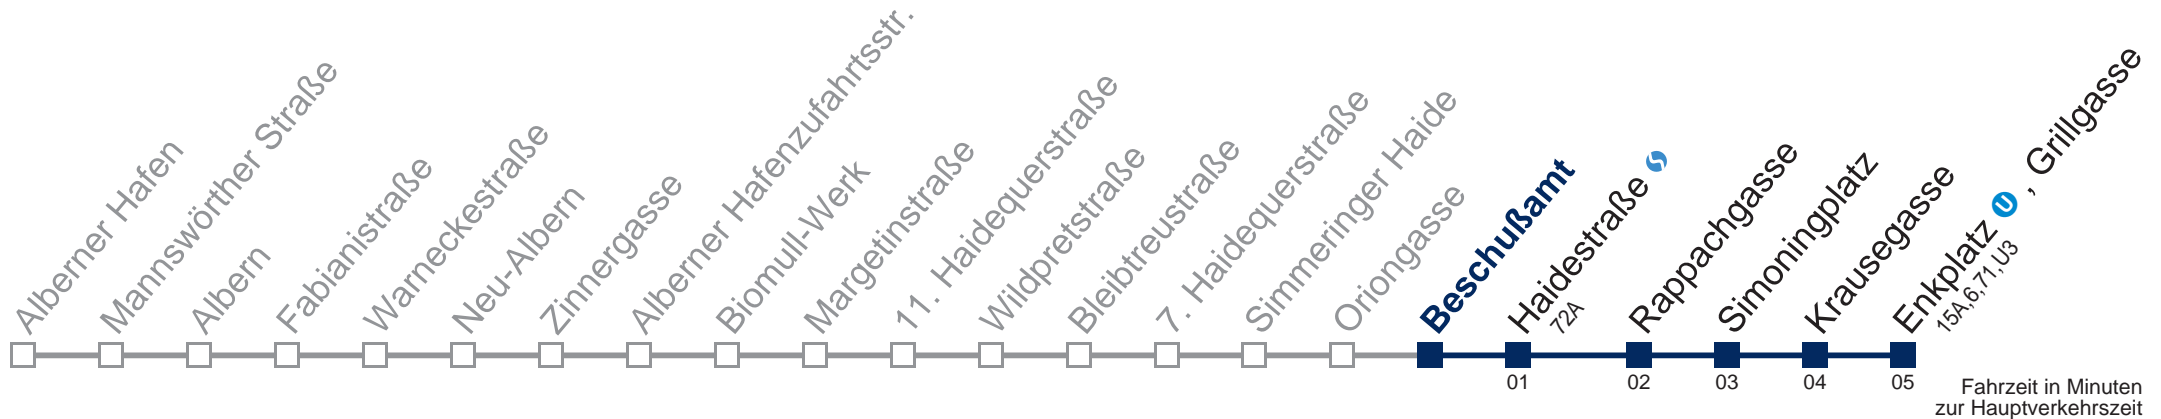 Alberner Hafen
Mannswörther Straße
Albern
Fabianistraße
Warneckestraße
Neu-Albern
Zinnergasse
Alberner Hafenzufahrtsstr.
Biomull-Werk
Margetinstraße
11. Haidequerstraße
Wildpretstraße
Bleibtreustraße
7. Haidequerstraße
Simmeringer Haide
Oriongasse
Beschußamt
Haidestraße S
72A
Rappachgasse
Simoningplatz
Krausegasse
Enkplatz U , Grillgasse
15A,6,71,U3
01 02 03 04 05
Fahrzeit in Minuten
zur Hauptverkehrszeit